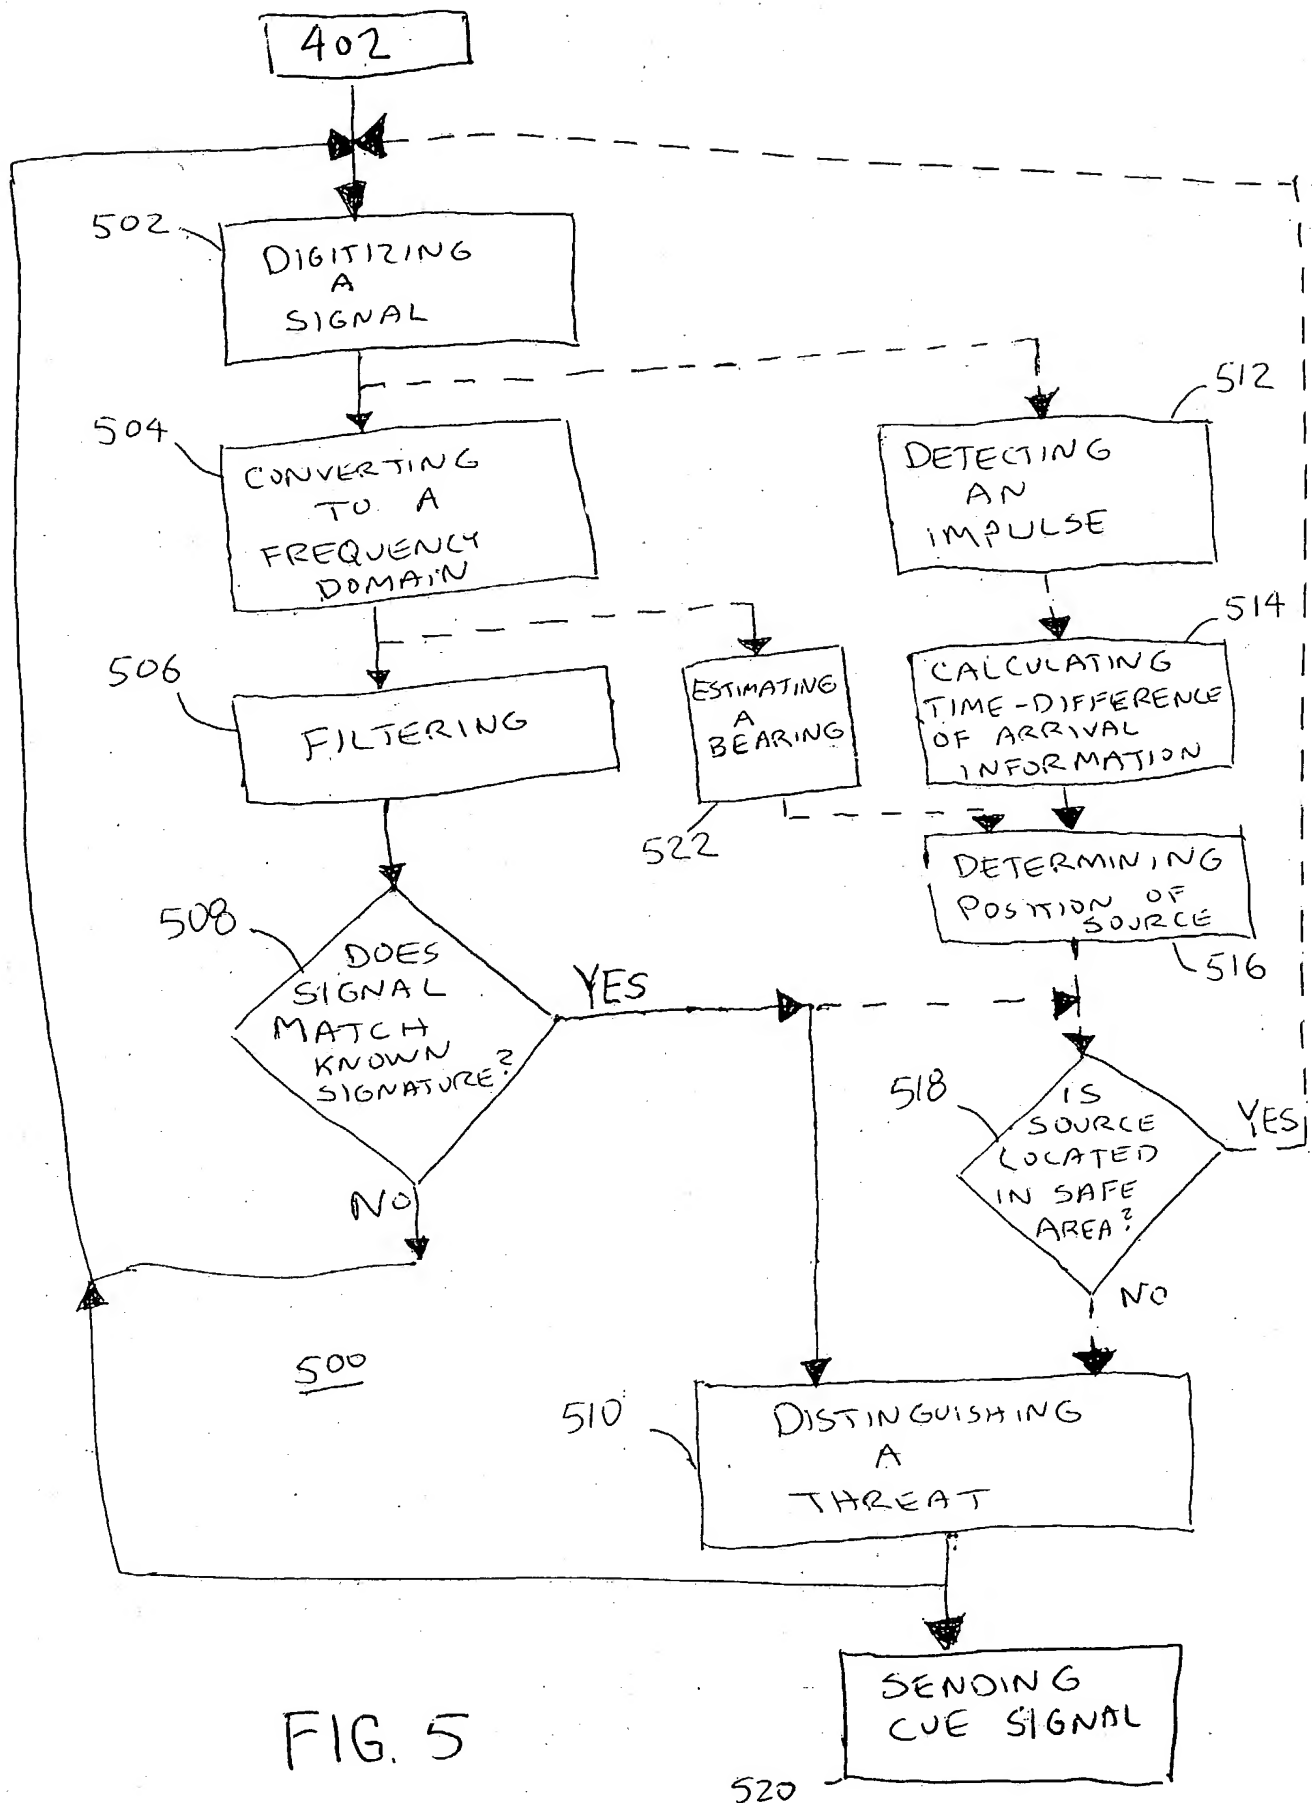 402
502
DIGITIZING
A
SIGNAL
512
504
CONVERTING
TO A
FREQUENCY
DOMAIN
DETECTING
AN
IMPULSE
514
506
FILTERING
ESTIMATING
A
BEARING
522
CALCULATING
TIME-DIFFERENCE
OF ARRIVAL
INFORMATION
DETERMINING
POSITION OF
SOURCE
516
508
DOES
SIGNAL
MATCH
KNOWN
SIGNATURE?
YES
NO
518
IS
SOURCE
LOCATED
IN SAFE
AREA?
YES
NO
500
510
DISTINGUISHING
A
THREAT
SENDING
CUE SIGNAL
520
FIG. 5